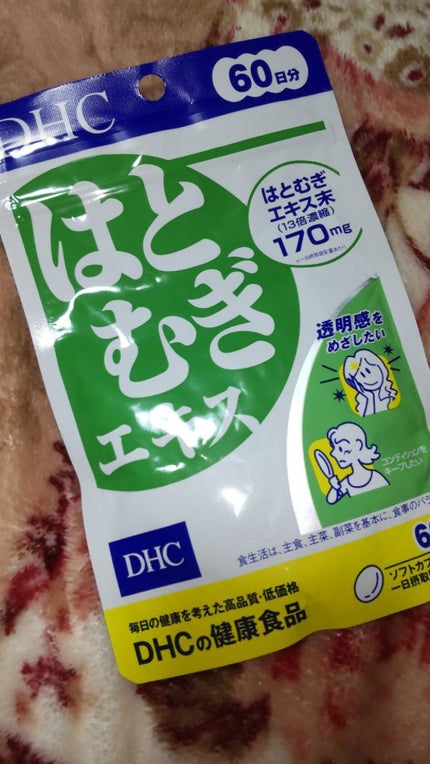 DHC
60日分
はと
むぎ
エキス
はとむぎ
エキス末
(13倍濃縮)
170mg
透明感を
めざしたい
コンディションを
キープしたい
DHC
食生活は、主食、主菜、副菜を基本に、食事のバラ
毎日の健康を考えた高品質・低価格
DHCの健康食品
6
ソフトカプ
一日摂取